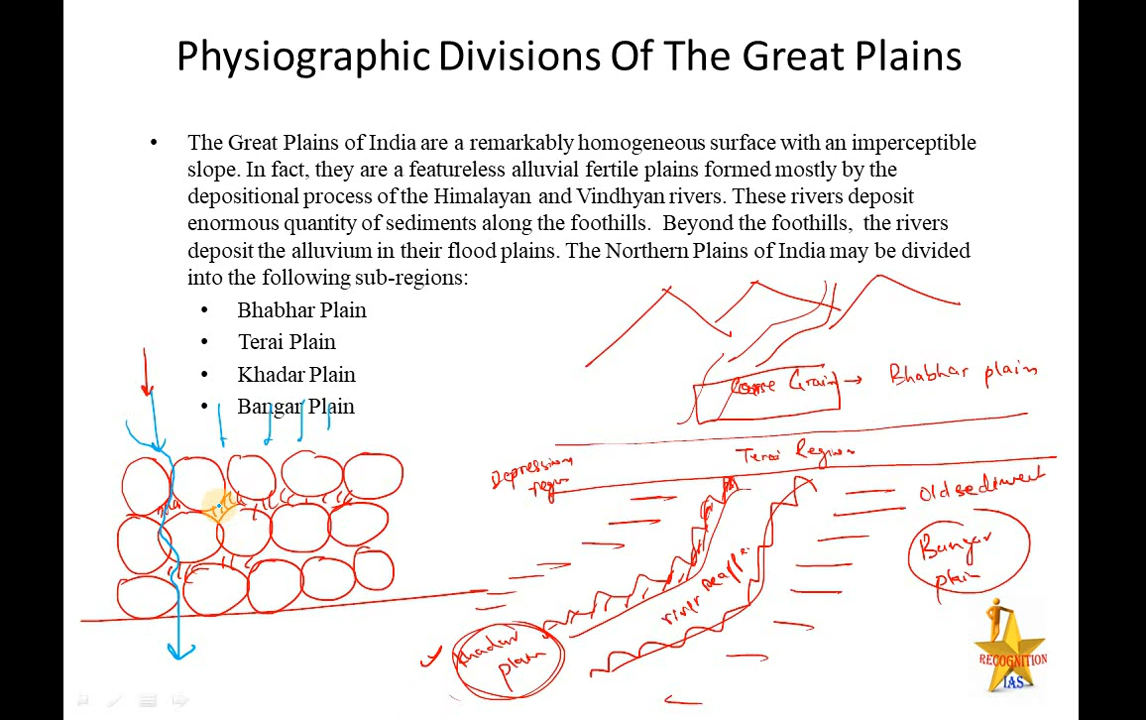 Physiographic Divisions Of The Great Plains
• The Great Plains of India are a remarkably homogeneous surface with an imperceptible
slope. In fact, they are a featureless alluvial fertile plains formed mostly by the
depositional process of the Himalayan and Vindhyan rivers. These rivers deposit
enormous quantity of sediments along the foothills. Beyond the foothills, the rivers
deposit the alluvium in their flood plains. The Northern Plains of India may be divided
into the following sub-regions:
• Bhabhar Plain
• Terai Plain
• Khadar Plain
• Bangar Plain
Coarse Grain → Bhabhar plain
Terai Region
Depression
region
Old sediment
Bangar
plain
river
Khadar
plain
RECOGNITION
IAS